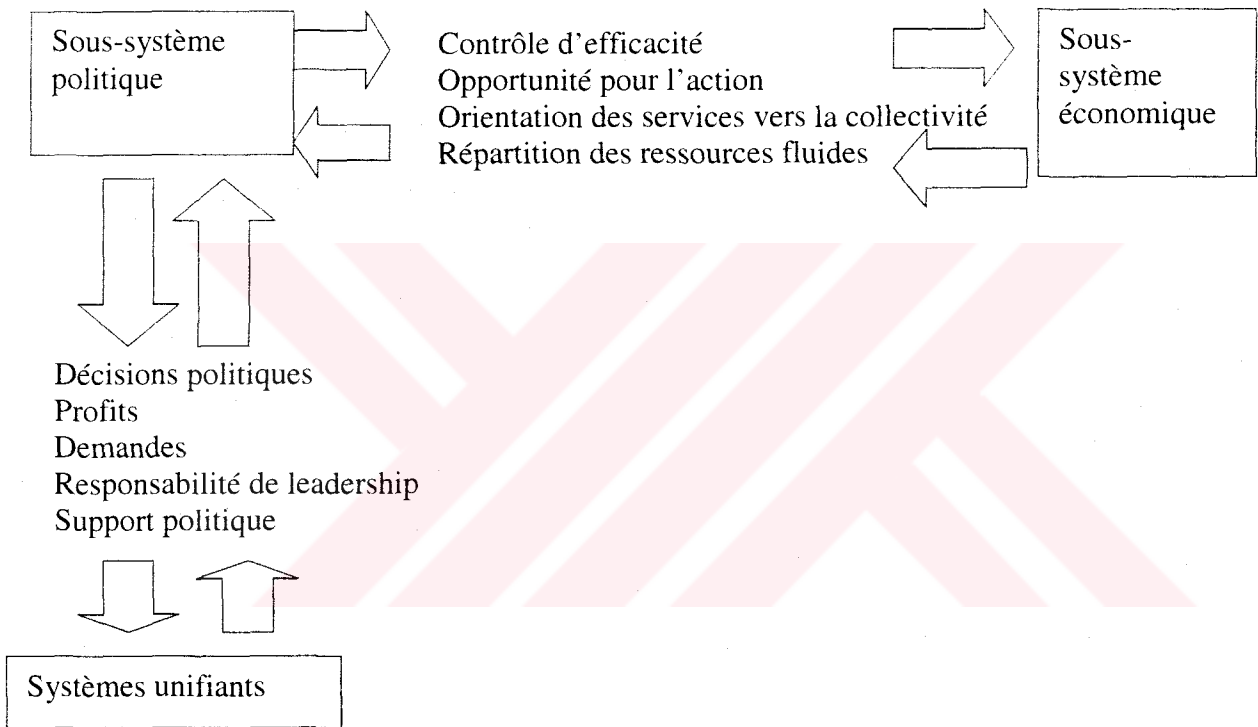 Sous-système
politique
Contrôle d'efficacité
Opportunité pour l'action
Orientation des services vers la collectivité
Répartition des ressources fluides
Sous-
système
économique
Décisions politiques
Profits
Demandes
Responsabilité de leadership
Support politique
Systèmes unifiants